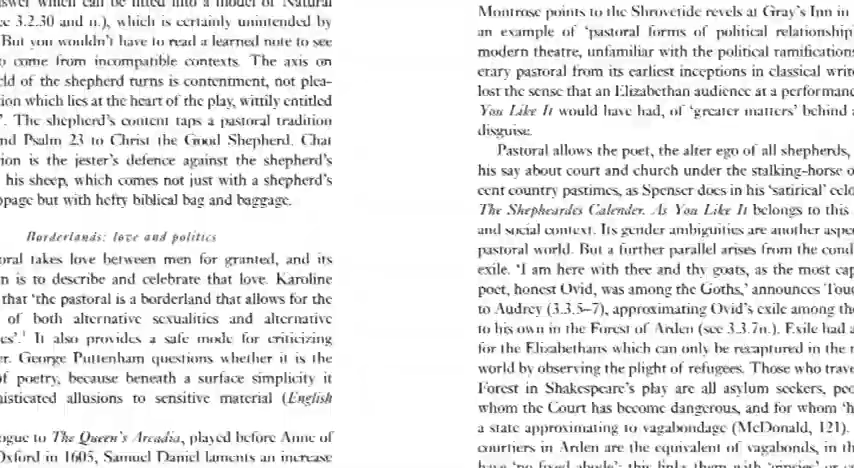 answer which can be fitted into a model of Natural
3.2.30 and n.), which is certainly unintended by
But you wouldn't have to read a learned note to see
come from incompatible contexts. The axis on
of the shepherd turns is contentment, not plea-
which lies at the heart of the play, wittily entitled
The shepherd's content taps a pastoral tradition
Psalm 23 to Christ the Good Shepherd. Chat
is the jester's defence against the shepherd's
his sheep, which comes not just with a shepherd's
but with hefty biblical bag and baggage.
Borderlands: love and politics
takes love between men for granted, and its
is to describe and celebrate that love. Karoline
that 'the pastoral is a borderland that allows for the
of both alternative sexualities and alternative
It also provides a safe mode for criticizing
George Puttenham questions whether it is the
of poetry, because beneath a surface simplicity it
allusions to sensitive material (English
to The Queen's Arcadia, played before Anne of
Oxford in 1605, Samuel Daniel laments an increase
Montrose points to the Shrovetide revels at Gray's Inn in
an example of 'pastoral forms of political relationship'
modern theatre, unfamiliar with the political ramifications
erary pastoral from its earliest inceptions in classical
lost the sense that an Elizabethan audience at a
You Like It would have had, of 'greater matters' behind
disguise.
Pastoral allows the poet, the alter ego of all shepherds,
his say about court and church under the stalking-horse
cent country pastimes, as Spenser does in his 'satirical'
The Shepheardes Calender. As You Like It belongs to this
and social context. Its gender ambiguities are another
pastoral world. But a further parallel arises from the
exile. 'I am here with thee and thy goats, as the most
poet, honest Ovid, was among the Goths,' announces
to Audrey (3.3.5–7), approximating Ovid's exile among
to his own in the Forest of Arden (see 3.3.7n.). Exile had
for the Elizabethans which can only be recaptured in the
world by observing the plight of refugees. Those who
Forest in Shakespeare's play are all asylum seekers,
whom the Court has become dangerous, and for whom
a state approximating to vagabondage (McDonald, 121).
courtiers in Arden are the equivalent of vagabonds, in
have 'no fixed abode': this links them with